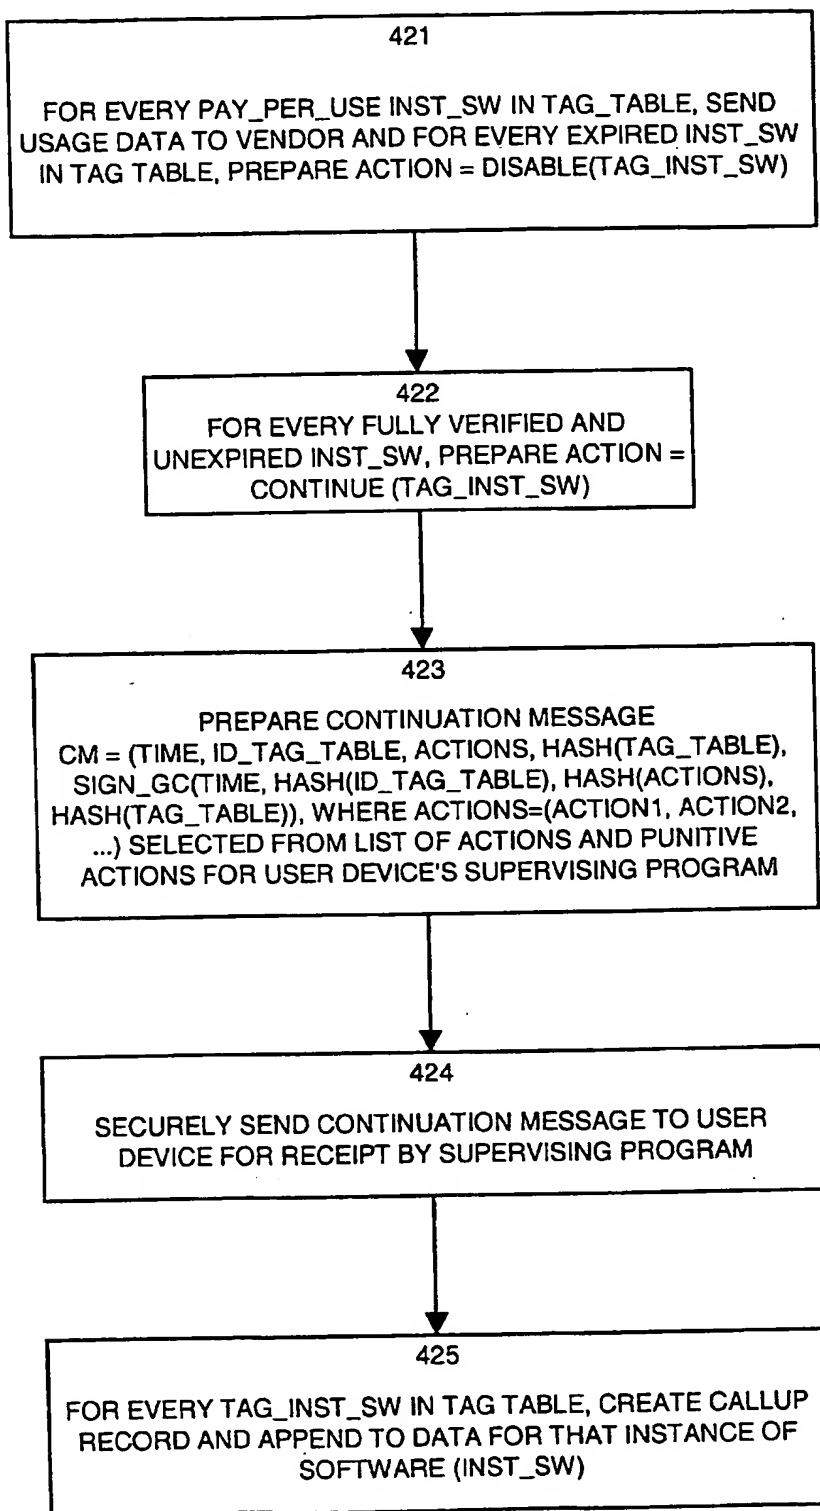 421
FOR EVERY PAY_PER_USE INST_SW IN TAG_TABLE, SEND
USAGE DATA TO VENDOR AND FOR EVERY EXPIRED INST_SW
IN TAG TABLE, PREPARE ACTION = DISABLE(TAG_INST_SW)
422
FOR EVERY FULLY VERIFIED AND
UNEXPIRED INST_SW, PREPARE ACTION =
CONTINUE (TAG_INST_SW)
423
PREPARE CONTINUATION MESSAGE
CM = (TIME, ID_TAG_TABLE, ACTIONS, HASH(TAG_TABLE),
SIGN_GC(TIME, HASH(ID_TAG_TABLE), HASH(ACTIONS),
HASH(TAG_TABLE)), WHERE ACTIONS=(ACTION1, ACTION2,
...) SELECTED FROM LIST OF ACTIONS AND PUNITIVE
ACTIONS FOR USER DEVICE'S SUPERVISING PROGRAM
424
SECURELY SEND CONTINUATION MESSAGE TO USER
DEVICE FOR RECEIPT BY SUPERVISING PROGRAM
425
FOR EVERY TAG_INST_SW IN TAG TABLE, CREATE CALLUP
RECORD AND APPEND TO DATA FOR THAT INSTANCE OF
SOFTWARE (INST_SW)